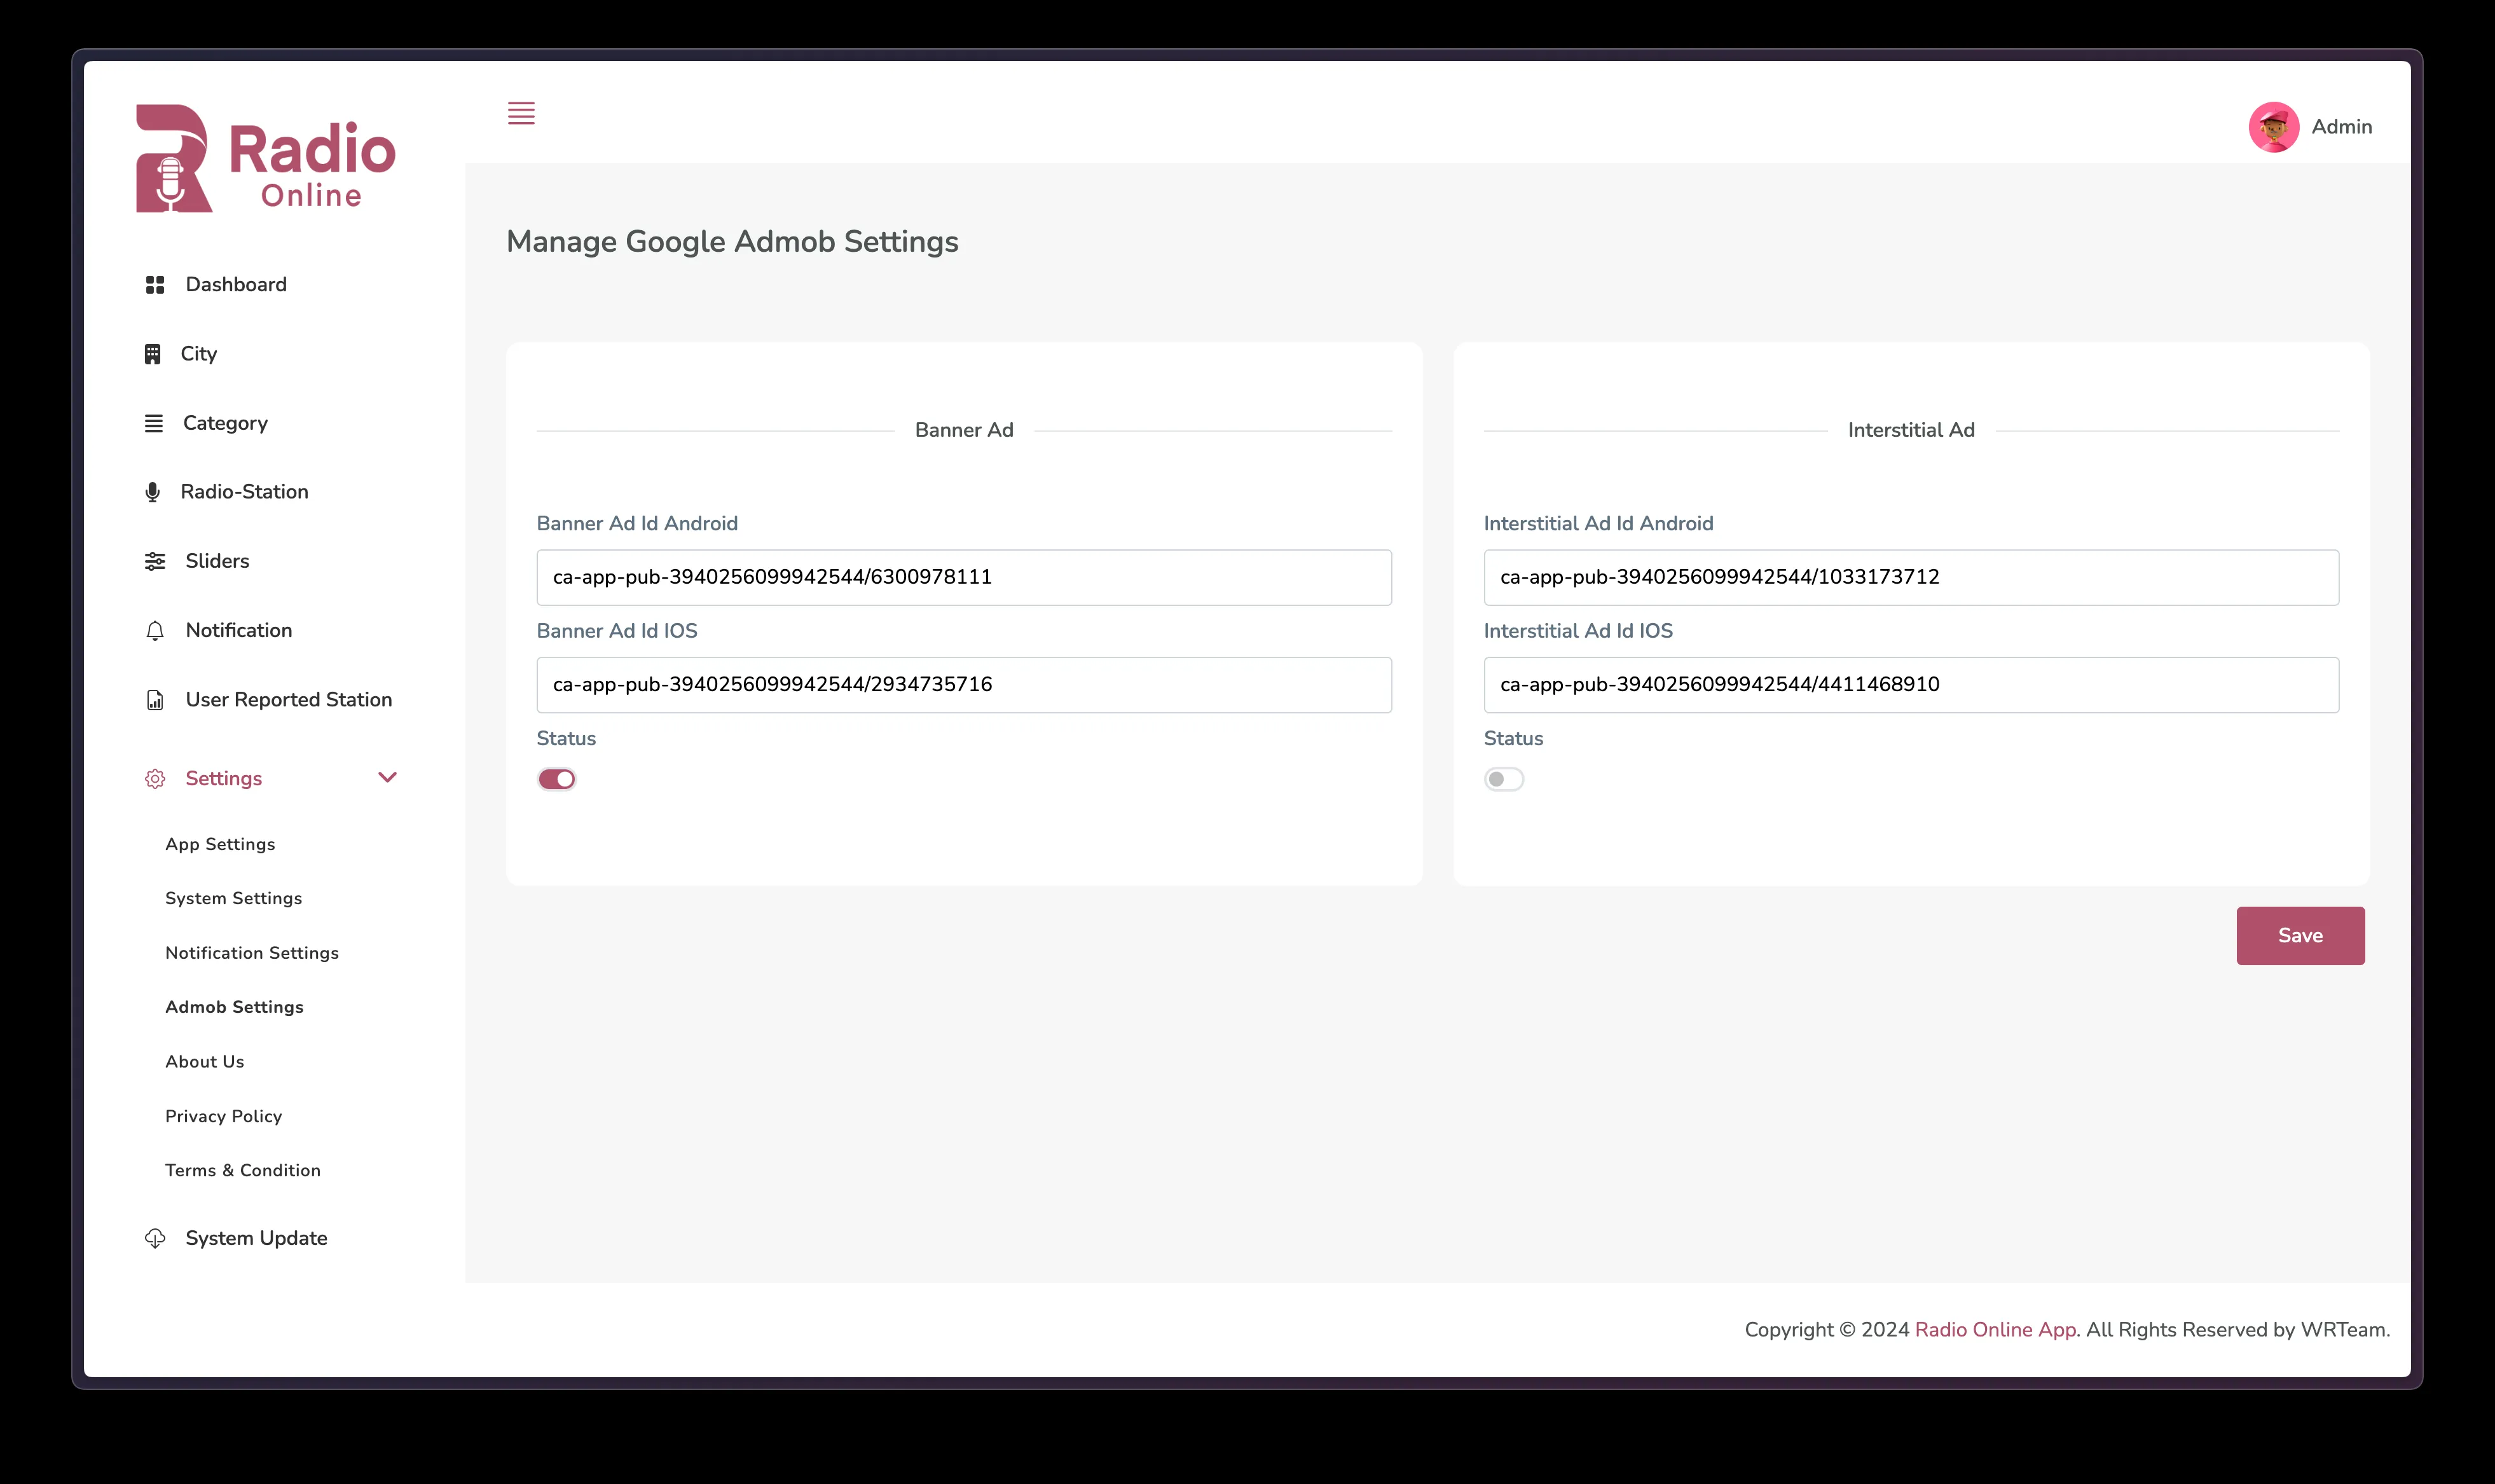 Radio
Online
Admin
Manage Google Admob Settings
Dashboard
City
Category
Radio-Station
Sliders
Notification
User Reported Station
Settings
App Settings
System Settings
Notification Settings
Admob Settings
About Us
Privacy Policy
Terms & Condition
System Update
Banner Ad
Banner Ad Id Android
ca-app-pub-3940256099942544/6300978111
Banner Ad Id IOS
ca-app-pub-3940256099942544/2934735716
Status
Interstitial Ad
Interstitial Ad Id Android
ca-app-pub-3940256099942544/1033173712
Interstitial Ad Id IOS
ca-app-pub-3940256099942544/4411468910
Status
Save
Copyright © 2024 Radio Online App. All Rights Reserved by WRTeam.